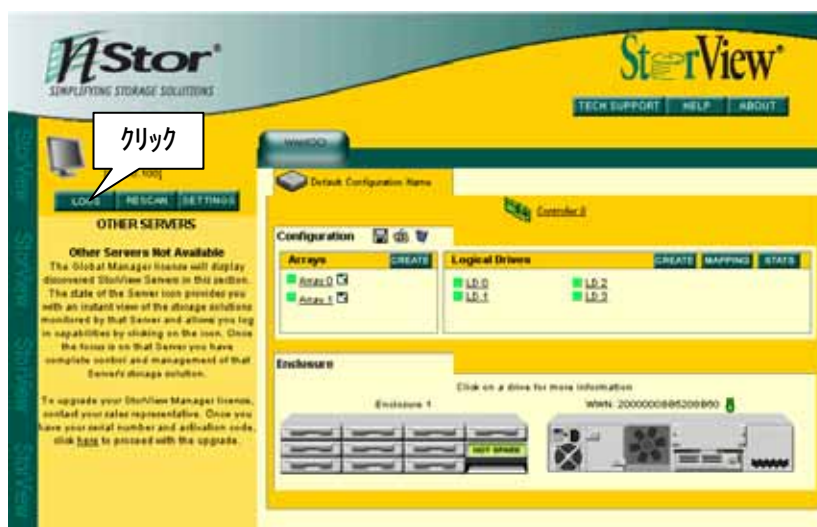 nStor
SIMPLIFYING STORAGE SOLUTIONS
StorView
TECH SUPPORT HELP ABOUT
クリック
LOGS RESCAN SETTINGS
OTHER SERVERS
Other Servers Not Available
The Global Manager license will display
discovered StorView Servers in this section.
The state of the Server icon provides you
with an instant view of the storage solutions
monitored by that Server and allows you log
in capabilities by clicking on the icon. Once
the focus is on that Server you have
complete control and management of that
Server's storage solution.
To upgrade your StorView Manager license,
contact your sales representative. Once you
have your serial number and activation code,
click here to proceed with the upgrade.
Default Configuration Name
Controller 0
Configuration
Arrays CREATE
Array 0
Array 1
Logical Drives CREATE MAPPING STATS
LD 0 LD 2
LD 1 LD 3
Enclosure
Click on a drive for more information
Enclosure 1
HOT SPARE
StorView StorView StorView StorView